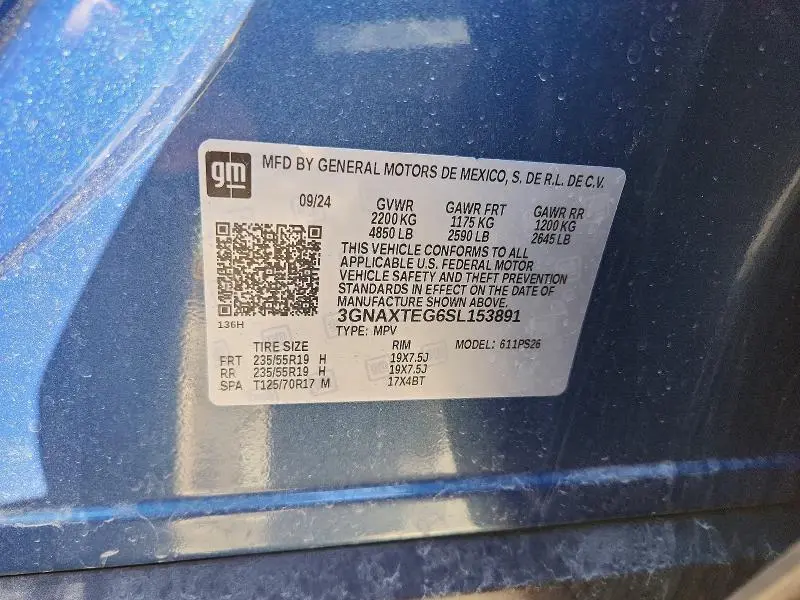 gm
MFD BY GENERAL MOTORS DE MEXICO, S. DE R.L. DE C.V.
09/24 GVWR GAWR FRT GAWR RR
2200 KG 1175 KG 1200 KG
4850 LB 2590 LB 2645 LB
THIS VEHICLE CONFORMS TO ALL
APPLICABLE U.S. FEDERAL MOTOR
VEHICLE SAFETY AND THEFT PREVENTION
STANDARDS IN EFFECT ON THE DATE OF
MANUFACTURE SHOWN ABOVE.
136H 3GNAXTEG6SL153891
TYPE: MPV MODEL: 611PS26
TIRE SIZE RIM
FRT 235/55R19 H 19X7.5J
RR 235/55R19 H 19X7.5J
SPA T125/70R17 M 17X4BT